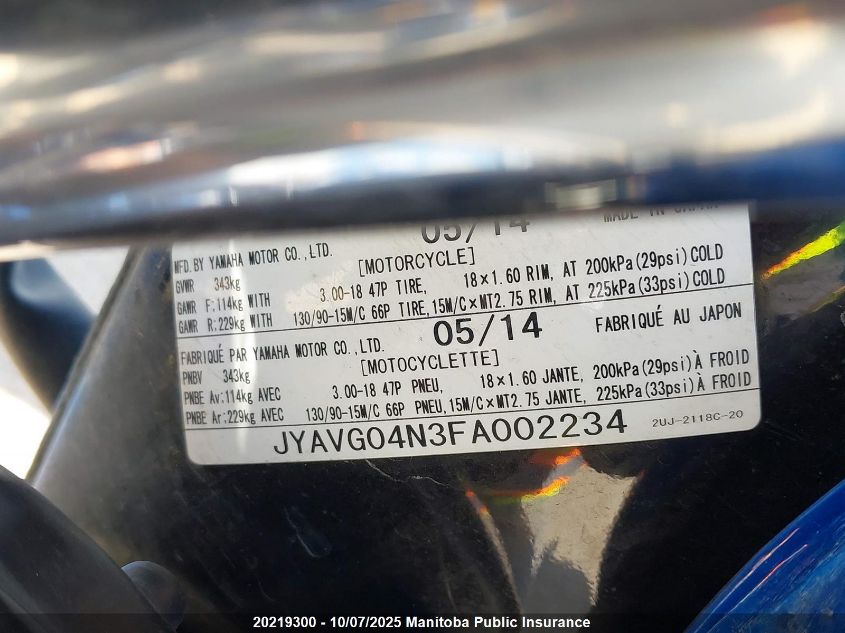 05/14 MADE IN JAPAN
MFD. BY YAMAHA MOTOR CO., LTD.
[MOTORCYCLE]
GVWR 343kg
GAWR F:114kg WITH 3.00-18 47P TIRE, 18×1.60 RIM, AT 200kPa(29psi)COLD
GAWR R:229kg WITH 130/90-15M/C 66P TIRE,15M/C×MT2.75 RIM, AT 225kPa(33psi)COLD
05/14 FABRIQUÉ AU JAPON
FABRIQUÉ PAR YAMAHA MOTOR CO., LTD.
[MOTOCYCLETTE]
PNBV 343kg
PNBE Av:114kg AVEC 3.00-18 47P PNEU, 18×1.60 JANTE, 200kPa(29psi)À FROID
PNBE Ar:229kg AVEC 130/90-15M/C 66P PNEU,15M/C×MT2.75 JANTE, 225kPa(33psi)À FROID
JYAVG04N3FA002234 2UJ-2118C-20
20219300 - 10/07/2025 Manitoba Public Insurance